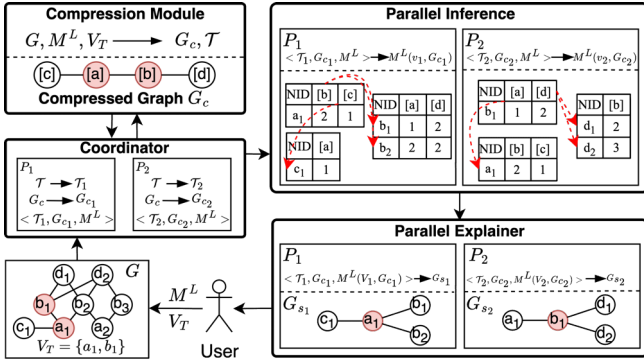 Compression Module
G, M^L, V_T → G_c, 𝒯
[c] [a] [b] [d]
Compressed Graph G_c
Coordinator
P_1
𝒯 → 𝒯_1
G_c → G_{c_1}
< 𝒯_1, G_{c_1}, M^L >
P_2
𝒯 → 𝒯_2
G_c → G_{c_2}
< 𝒯_2, G_{c_2}, M^L >
G
d_1 d_2
b_1 b_2 b_3
c_1 a_1 a_2
V_T = {a_1, b_1}
M^L
V_T
User
Parallel Inference
P_1
< 𝒯_1, G_{c_1}, M^L > → M^L(v_1, G_{c_1})
NID [b] [c]
a_1 2 1
NID [a]
c_1 1
NID [a] [d]
b_1 1 2
b_2 2 2
P_2
< 𝒯_2, G_{c_2}, M^L > → M^L(v_2, G_{c_2})
NID [a] [d]
b_1 1 2
NID [b] [c]
a_1 2 1
NID [b]
d_1 2
d_2 3
Parallel Explainer
P_1
< 𝒯_1, G_{c_1}, M^L(V_1, G_{c_1}) > → G_{s_1}
G_{s_1}
c_1 a_1 b_1
b_2
P_2
< 𝒯_2, G_{c_2}, M^L(V_2, G_{c_2}) > → G_{s_2}
G_{s_2}
a_1 b_1 d_1
d_2